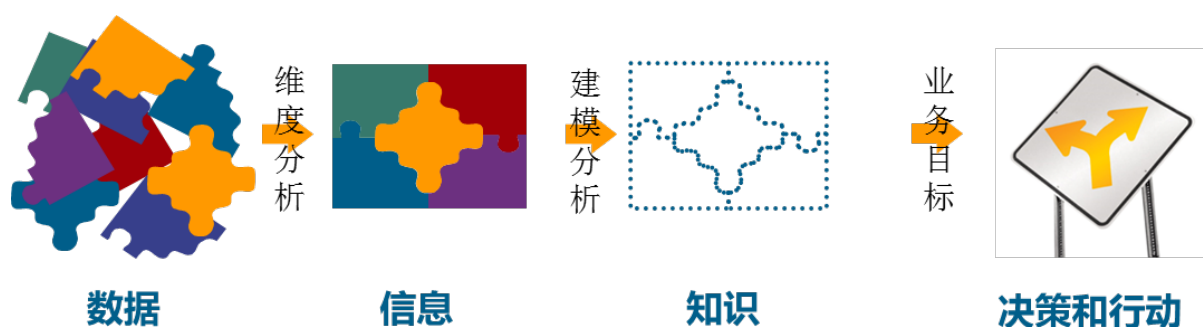 维度分析
建模分析
业务目标
数据
信息
知识
决策和行动